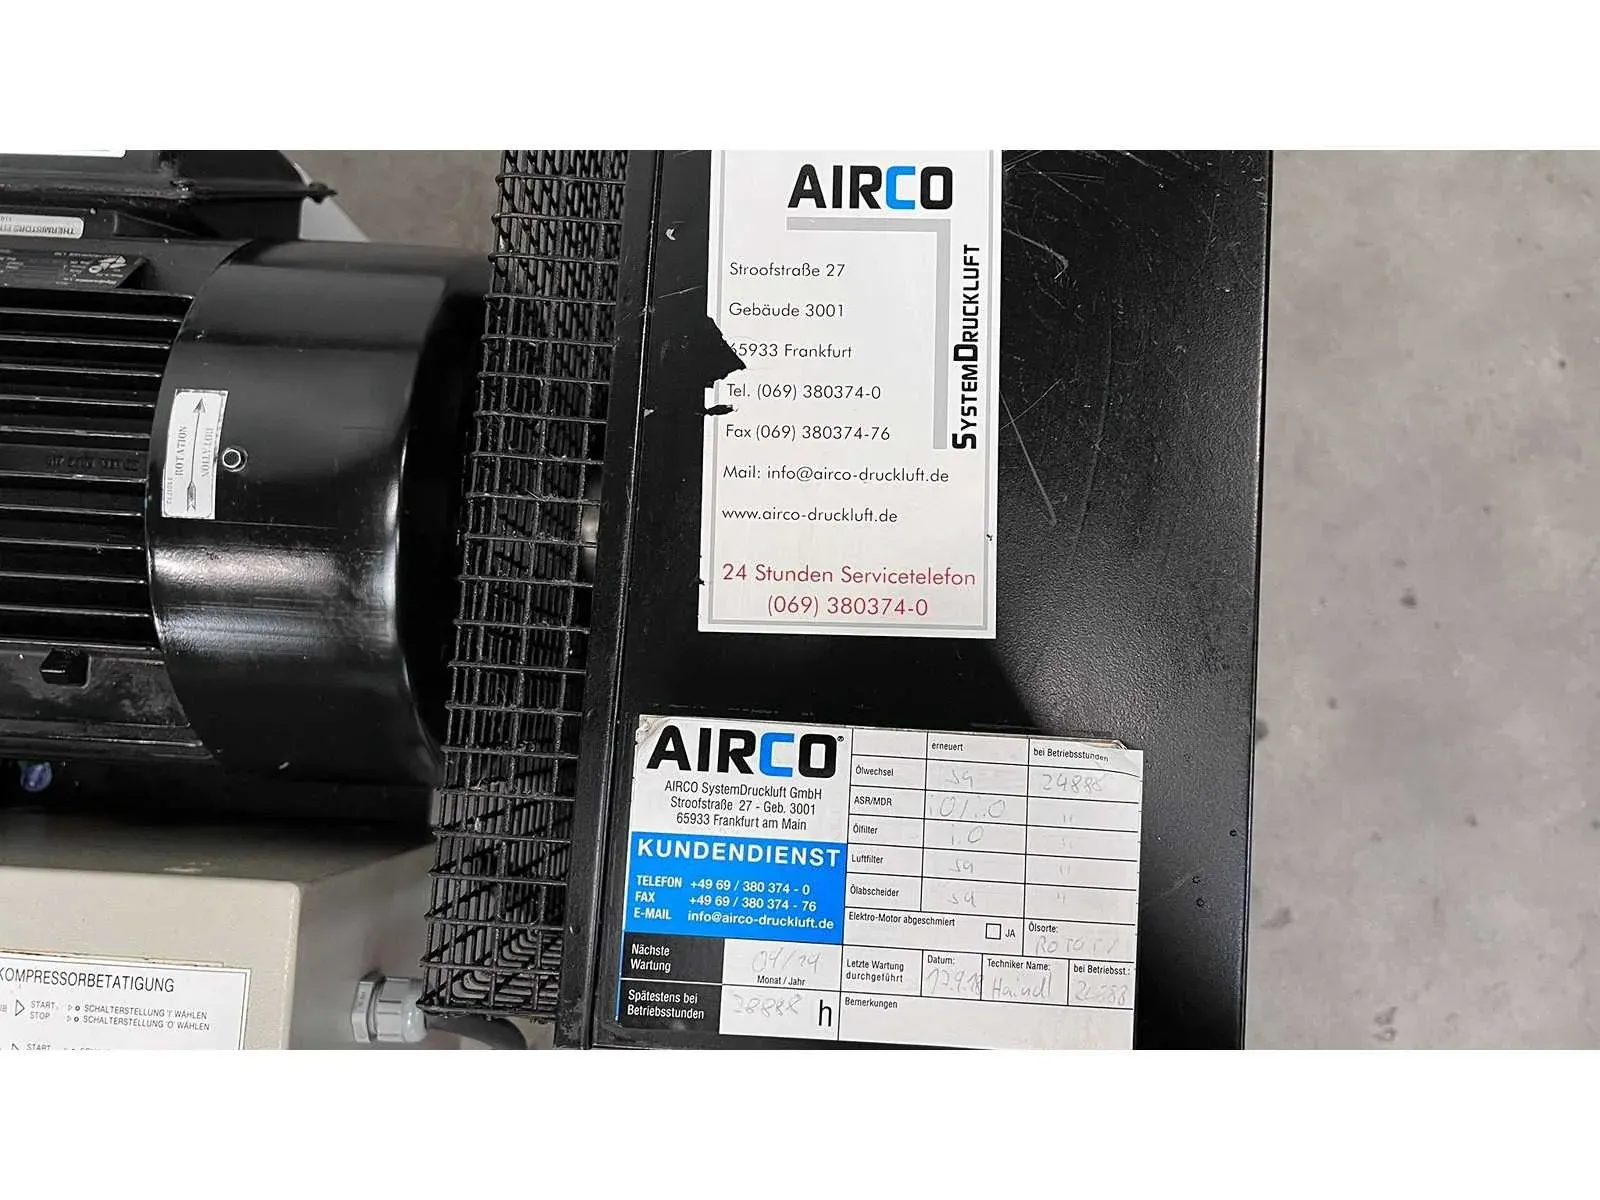 AIRCO
SYSTEMDRUCKLUFT
Stroofstraße 27
Gebäude 3001
65933 Frankfurt
Tel. (069) 380374-0
Fax (069) 380374-76
Mail: info@airco-druckluft.de
www.airco-druckluft.de
24 Stunden Servicetelefon
(069) 380374-0
AIRCO®
AIRCO SystemDruckluft GmbH
Stroofstraße 27 - Geb. 3001
65933 Frankfurt am Main
KUNDENDIENST
TELEFON +49 69 / 380 374 - 0
FAX +49 69 / 380 374 - 76
E-MAIL info@airco-druckluft.de
Nächste Wartung
Monat / Jahr
Spätestens bei Betriebsstunden
h
erneuert bei Betriebsstunden
Ölwechsel
ASR/MDR
Ölfilter
Luftfilter
Ölabscheider
Elektro-Motor abgeschmiert JA
Ölsorte:
Letzte Wartung durchgeführt
Datum:
Techniker Name:
bei Betriebsst.:
Bemerkungen
ROTATION
ROTATION
THERMISTORS
KOMPRESSORBETATIGUNG
START SCHALTERSTELLUNG 'I' WÄHLEN
STOP SCHALTERSTELLUNG 'O' WÄHLEN
START